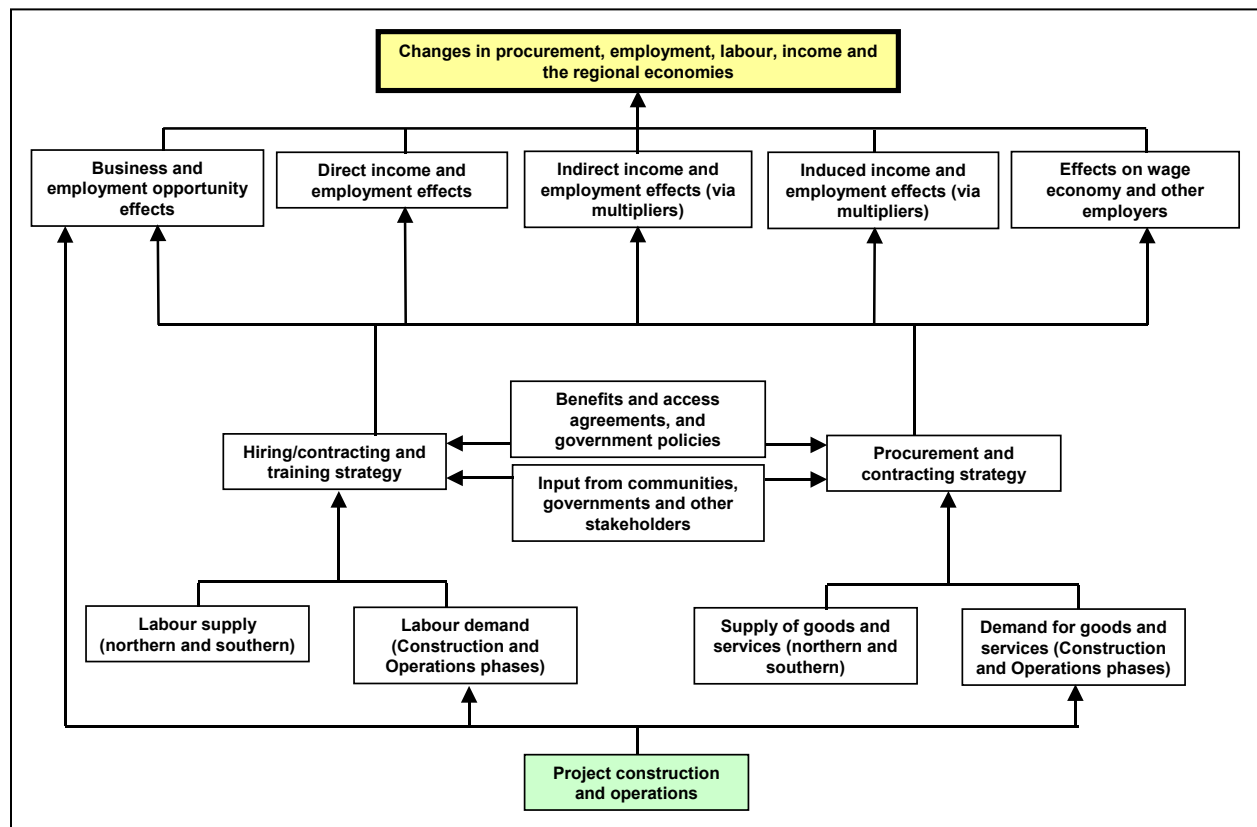 Changes in procurement, employment, labour, income and
the regional economies
Business and
employment opportunity
effects
Direct income and
employment effects
Indirect income and
employment effects (via
multipliers)
Induced income and
employment effects (via
multipliers)
Effects on wage
economy and other
employers
Benefits and access
agreements, and
government policies
Hiring/contracting and
training strategy
Procurement and
contracting strategy
Input from communities,
governments and other
stakeholders
Labour supply
(northern and southern)
Labour demand
(Construction and
Operations phases)
Supply of goods and
services (northern and
southern)
Demand for goods and
services (Construction
and Operations phases)
Project construction
and operations